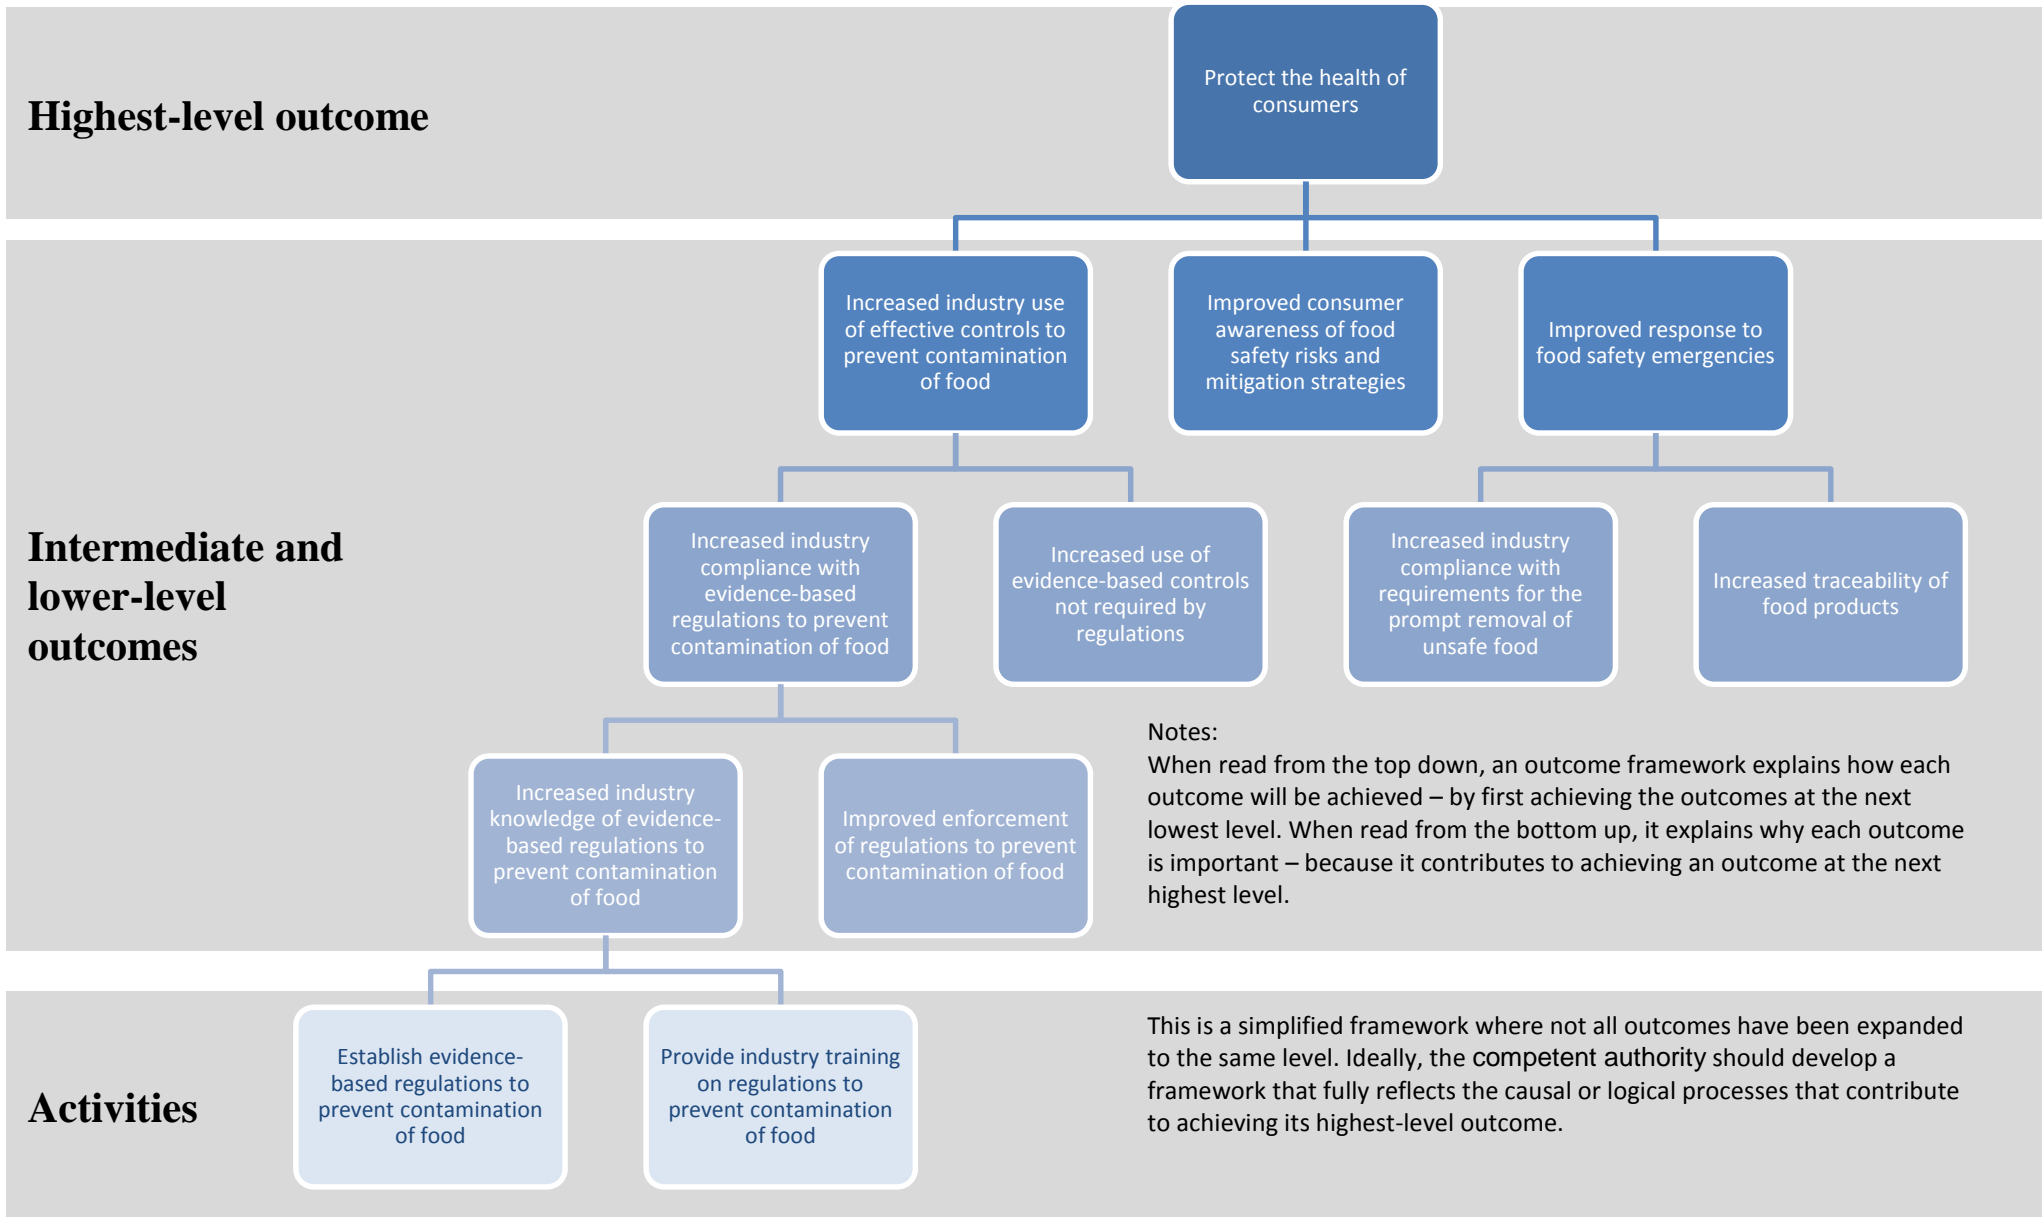 Highest-level outcome
Protect the health of
consumers
Intermediate and
lower-level
outcomes
Increased industry use
of effective controls to
prevent contamination
of food
Improved consumer
awareness of food
safety risks and
mitigation strategies
Improved response to
food safety emergencies
Increased industry
compliance with
evidence-based
regulations to prevent
contamination of food
Increased use of
evidence-based controls
not required by
regulations
Increased industry
compliance with
requirements for the
prompt removal of
unsafe food
Increased traceability of
food products
Increased industry
knowledge of evidence-
based regulations to
prevent contamination
of food
Improved enforcement
of regulations to prevent
contamination of food
Notes:
When read from the top down, an outcome framework explains how each
outcome will be achieved – by first achieving the outcomes at the next
lowest level. When read from the bottom up, it explains why each outcome
is important – because it contributes to achieving an outcome at the next
highest level.
Activities
Establish evidence-
based regulations to
prevent contamination
of food
Provide industry training
on regulations to
prevent contamination
of food
This is a simplified framework where not all outcomes have been expanded
to the same level. Ideally, the competent authority should develop a
framework that fully reflects the causal or logical processes that contribute
to achieving its highest-level outcome.